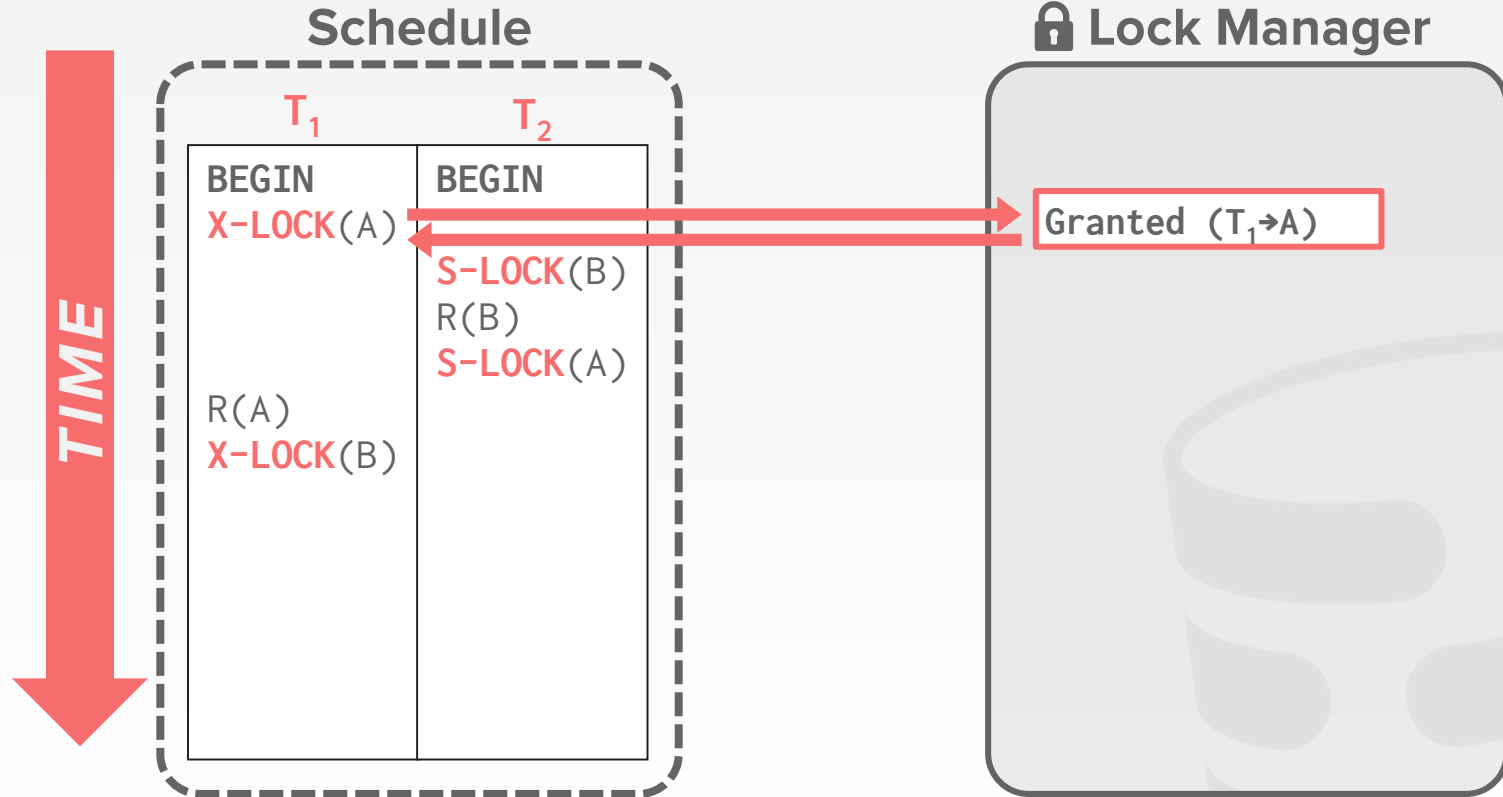 Schedule
Lock Manager
TIME
T₁ T₂
BEGIN BEGIN
X-LOCK(A)
Granted (T₁→A)
S-LOCK(B)
R(B)
S-LOCK(A)
R(A)
X-LOCK(B)